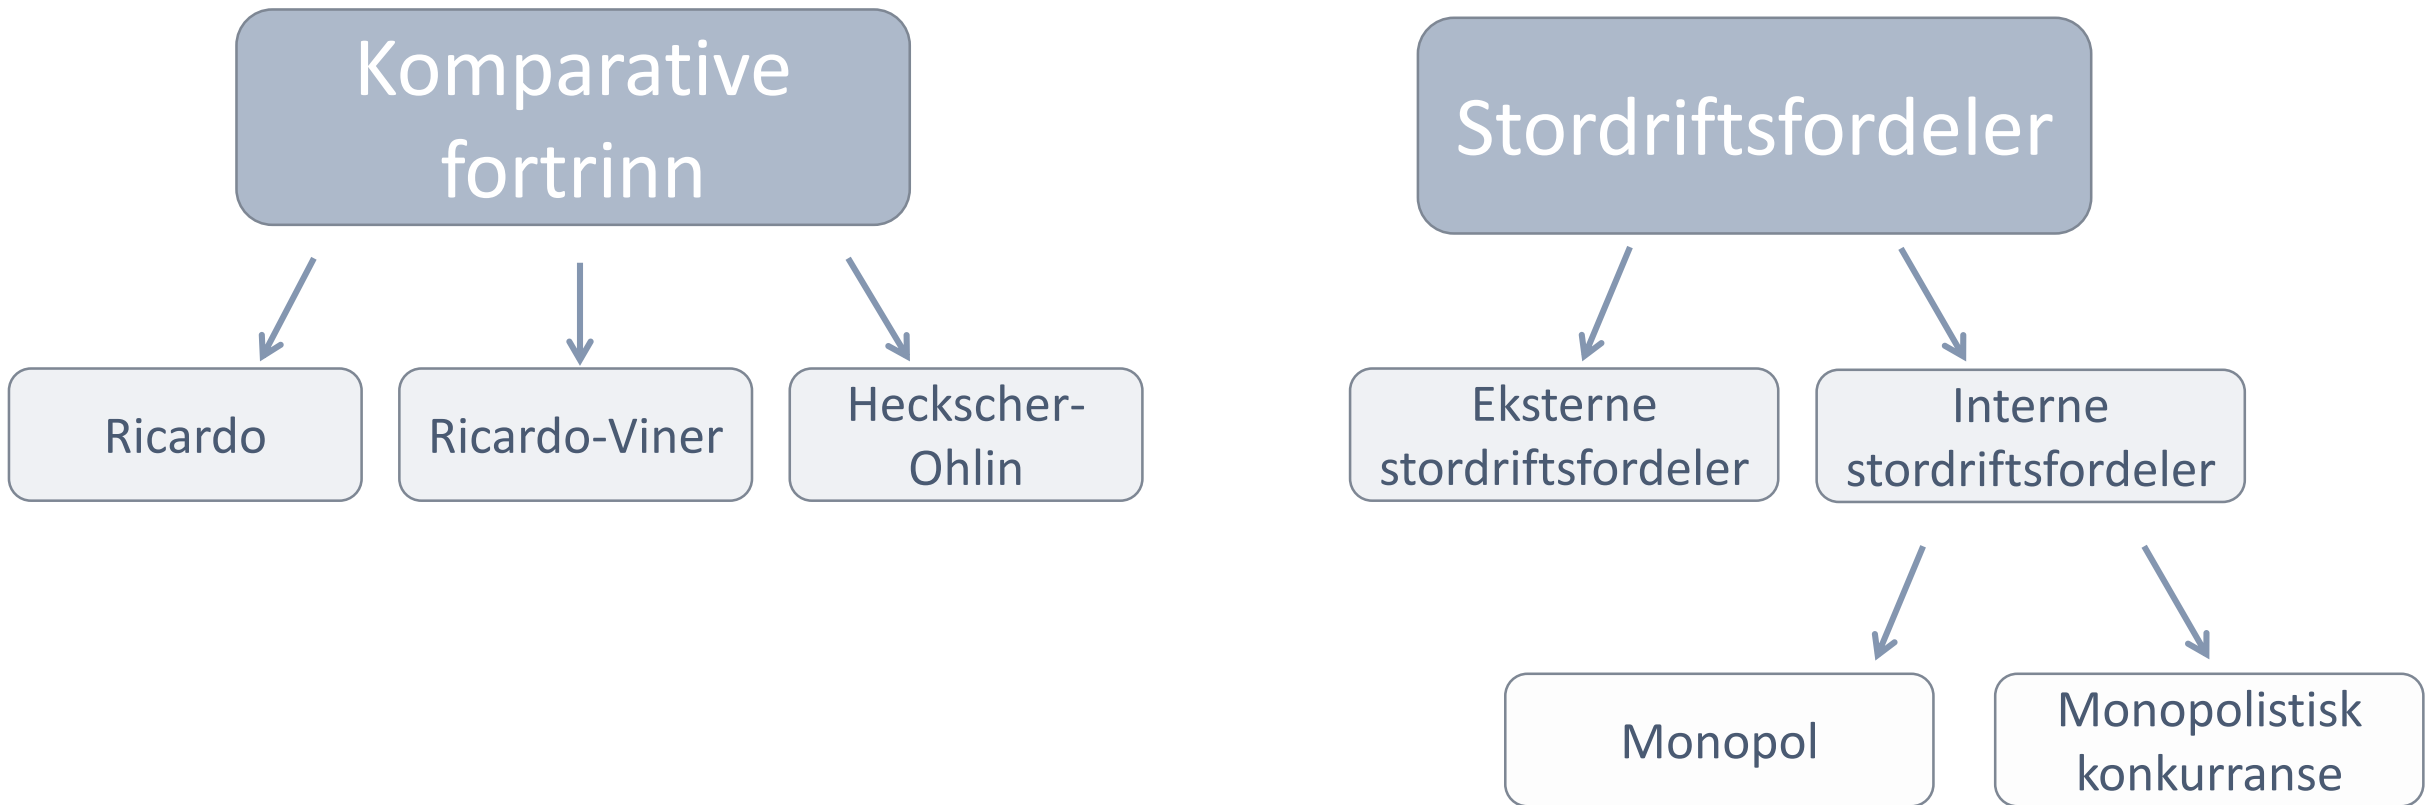 Komparative
fortrinn
Stordriftsfordeler
Ricardo
Ricardo-Viner
Heckscher-
Ohlin
Eksterne
stordriftsfordeler
Interne
stordriftsfordeler
Monopol
Monopolistisk
konkurranse